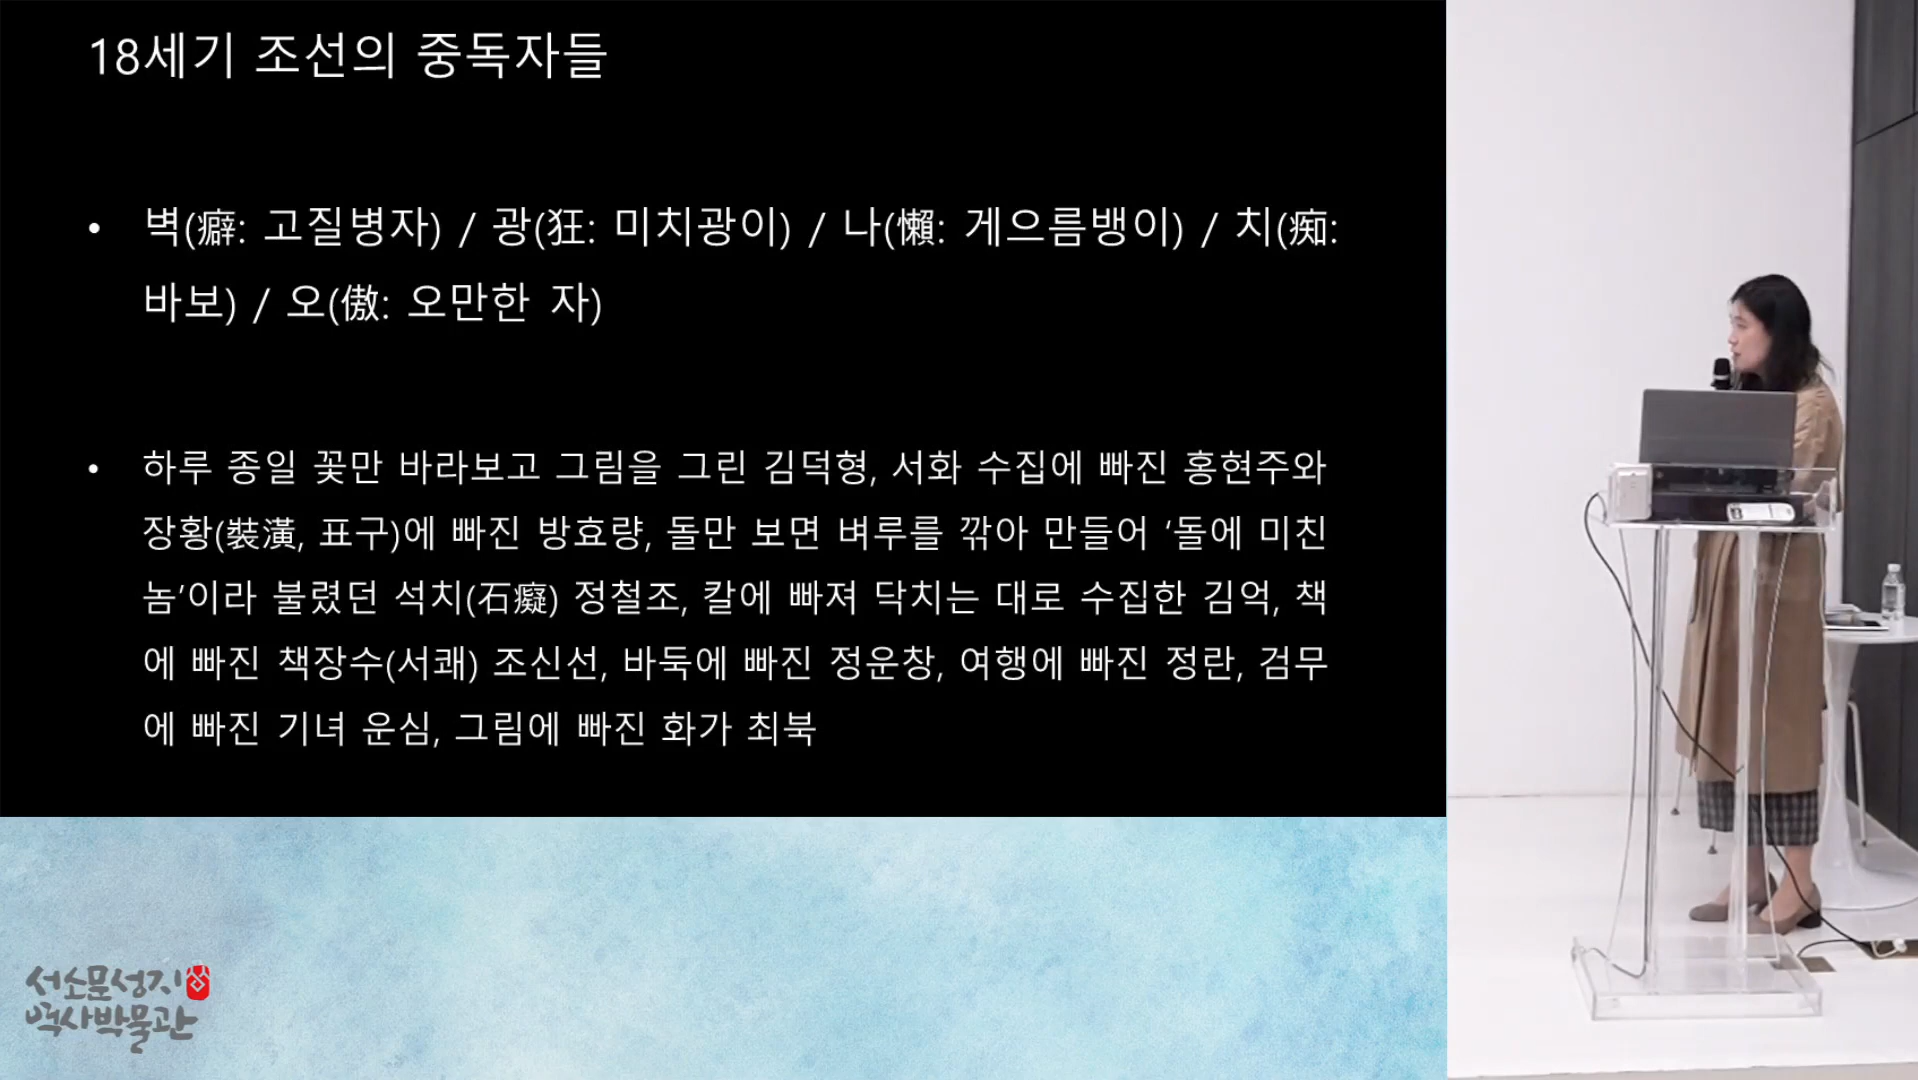 18세기 조선의 중독자들
• 벽(癖: 고질병자) / 광(狂: 미치광이) / 나(懶: 게으름뱅이) / 치(痴:
바보) / 오(傲: 오만한 자)
• 하루 종일 꽃만 바라보고 그림을 그린 김덕형, 서화 수집에 빠진 홍현주와
장황(裝潢, 표구)에 빠진 방효량, 돌만 보면 벼루를 깎아 만들어 ‘돌에 미친
놈’이라 불렸던 석치(石癡) 정철조, 칼에 빠져 닥치는 대로 수집한 김억, 책
에 빠진 책장수(서쾌) 조신선, 바둑에 빠진 정운창, 여행에 빠진 정란, 검무
에 빠진 기녀 운심, 그림에 빠진 화가 최북
서소문성지
역사박물관